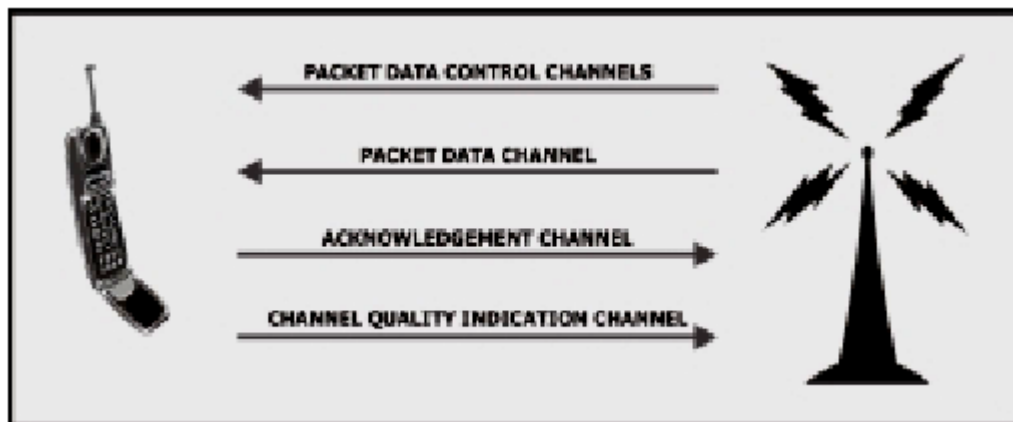 PACKET DATA CONTROL CHANNELS
PACKET DATA CHANNEL
ACKNOWLEDGEMENT CHANNEL
CHANNEL QUALITY INDICATION CHANNEL